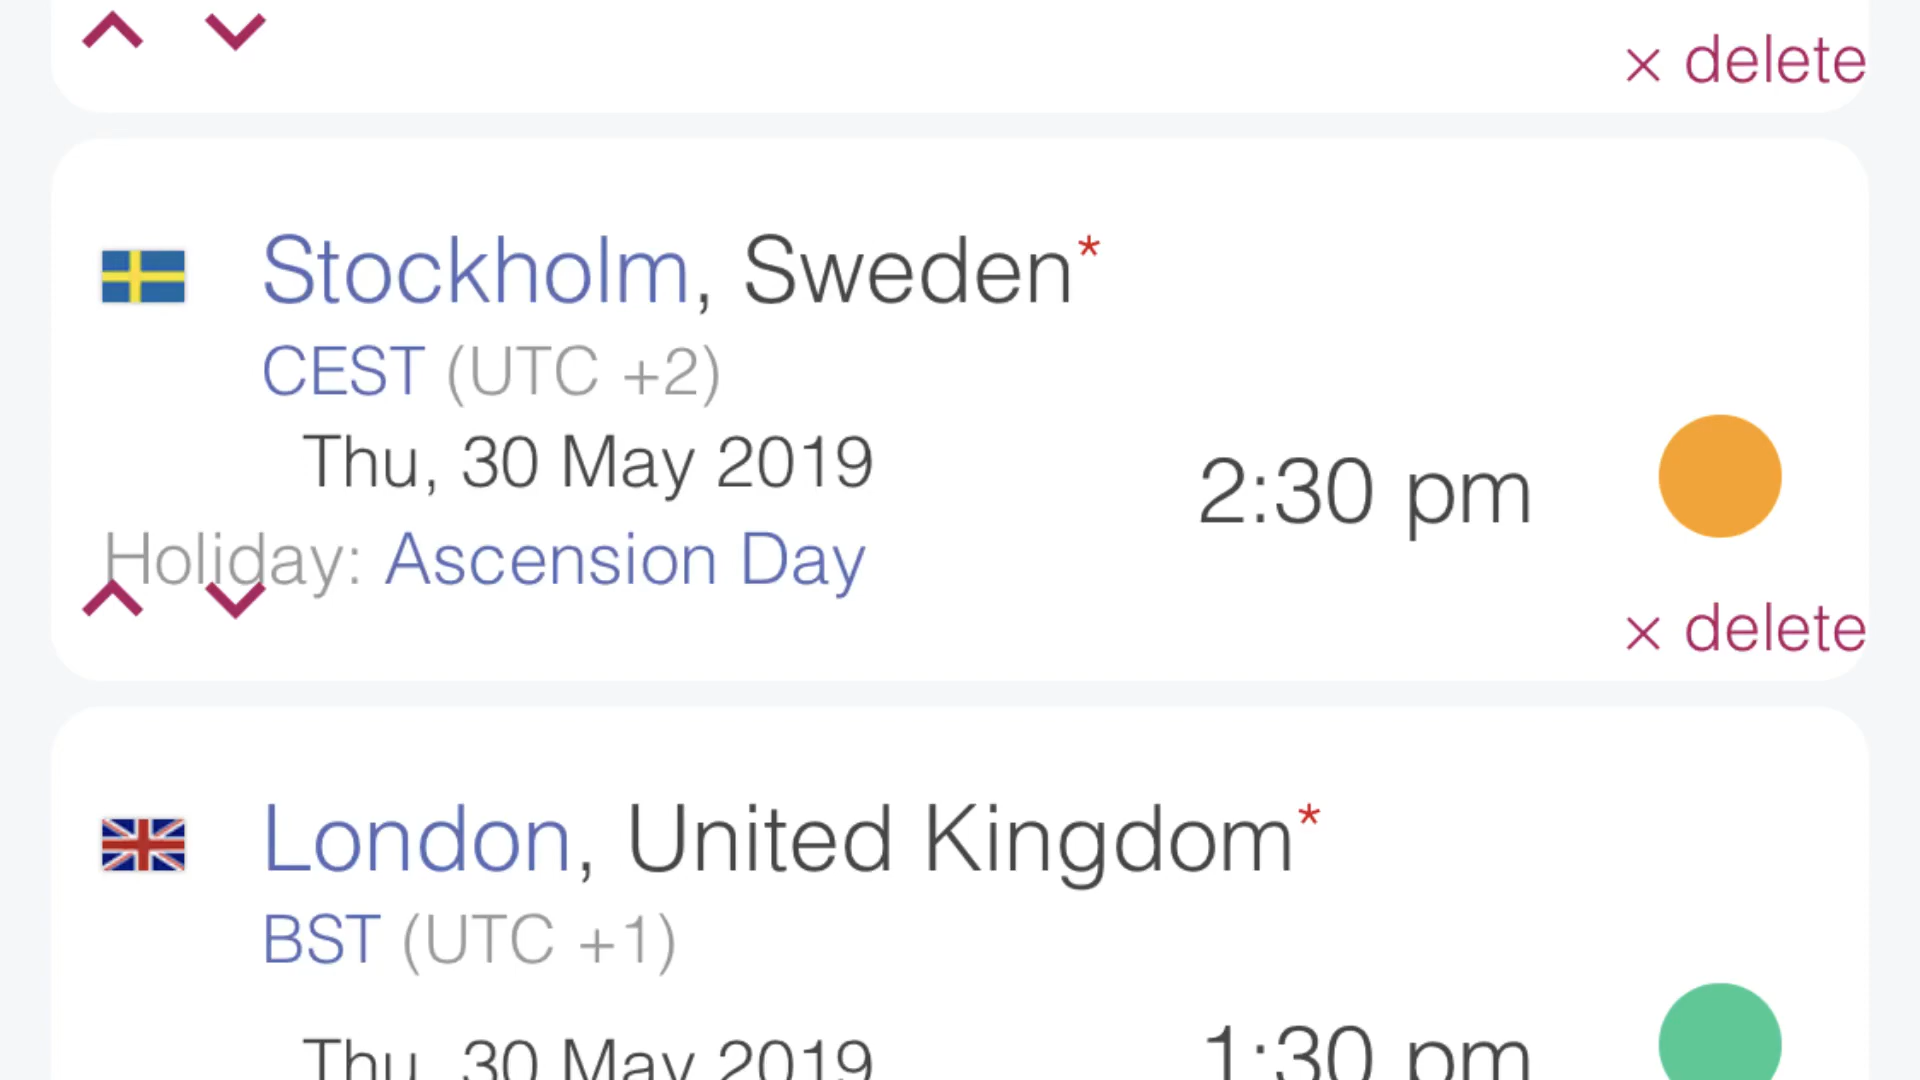 × delete
Stockholm, Sweden*
CEST (UTC +2)
Thu, 30 May 2019
2:30 pm
Holiday: Ascension Day
× delete
London, United Kingdom*
BST (UTC +1)
Thu, 30 May 2019
1:30 pm